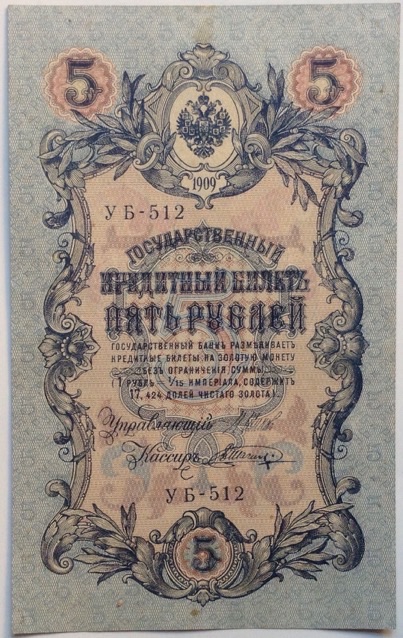 5 5
1909
УБ-512
ГОСУДАРСТВЕННЫЙ
КРЕДИТНЫЙ БИЛЕТЪ
ПЯТЬ РУБЛЕЙ
ГОСУДАРСТВЕННЫЙ БАНКЪ РАЗМѢНИВАЕТЪ
КРЕДИТНЫЕ БИЛЕТЫ НА ЗОЛОТУЮ МОНЕТУ
БЕЗЪ ОГРАНИЧЕНІЯ СУММЫ
(1 РУБЛЬ = 1/15 ИМПЕРІАЛА, СОДЕРЖИТЪ
17,424 ДОЛЕЙ ЧИСТАГО ЗОЛОТА).
Управляющій
Кассиръ
УБ-512
5